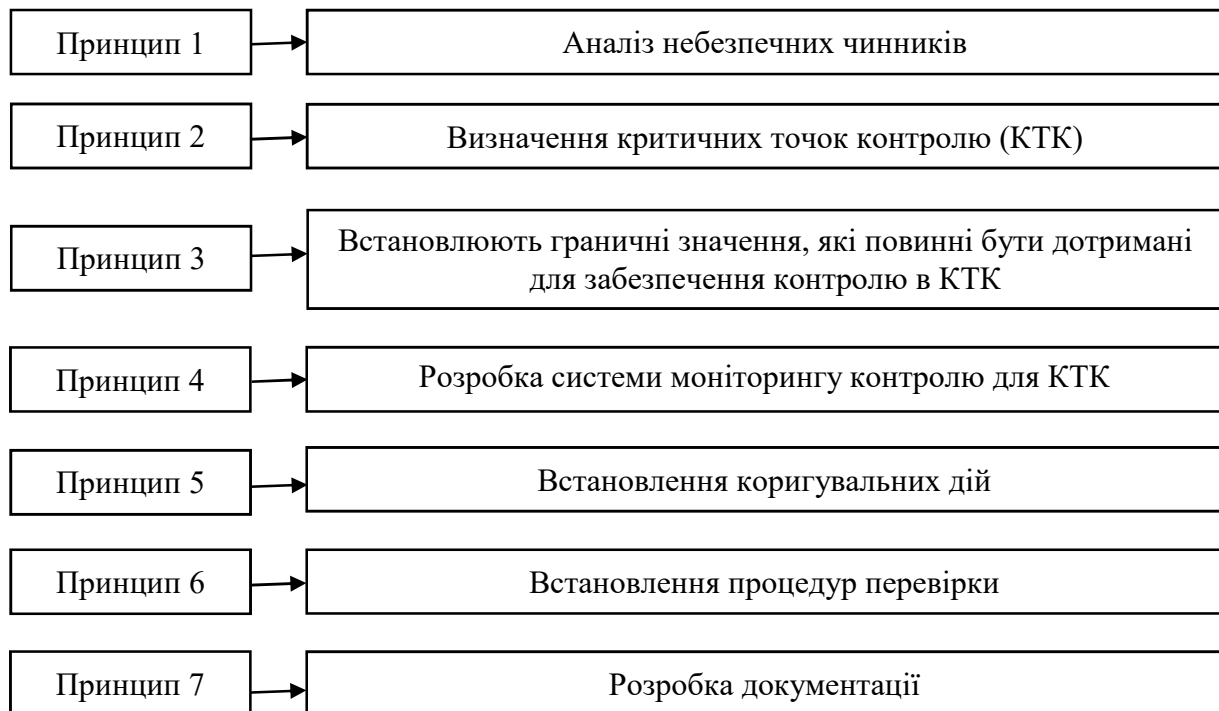 Принцип 1
Аналіз небезпечних чинників
Принцип 2
Визначення критичних точок контролю (КТК)
Принцип 3
Встановлюють граничні значення, які повинні бути дотримані
для забезпечення контролю в КТК
Принцип 4
Розробка системи моніторингу контролю для КТК
Принцип 5
Встановлення коригувальних дій
Принцип 6
Встановлення процедур перевірки
Принцип 7
Розробка документації